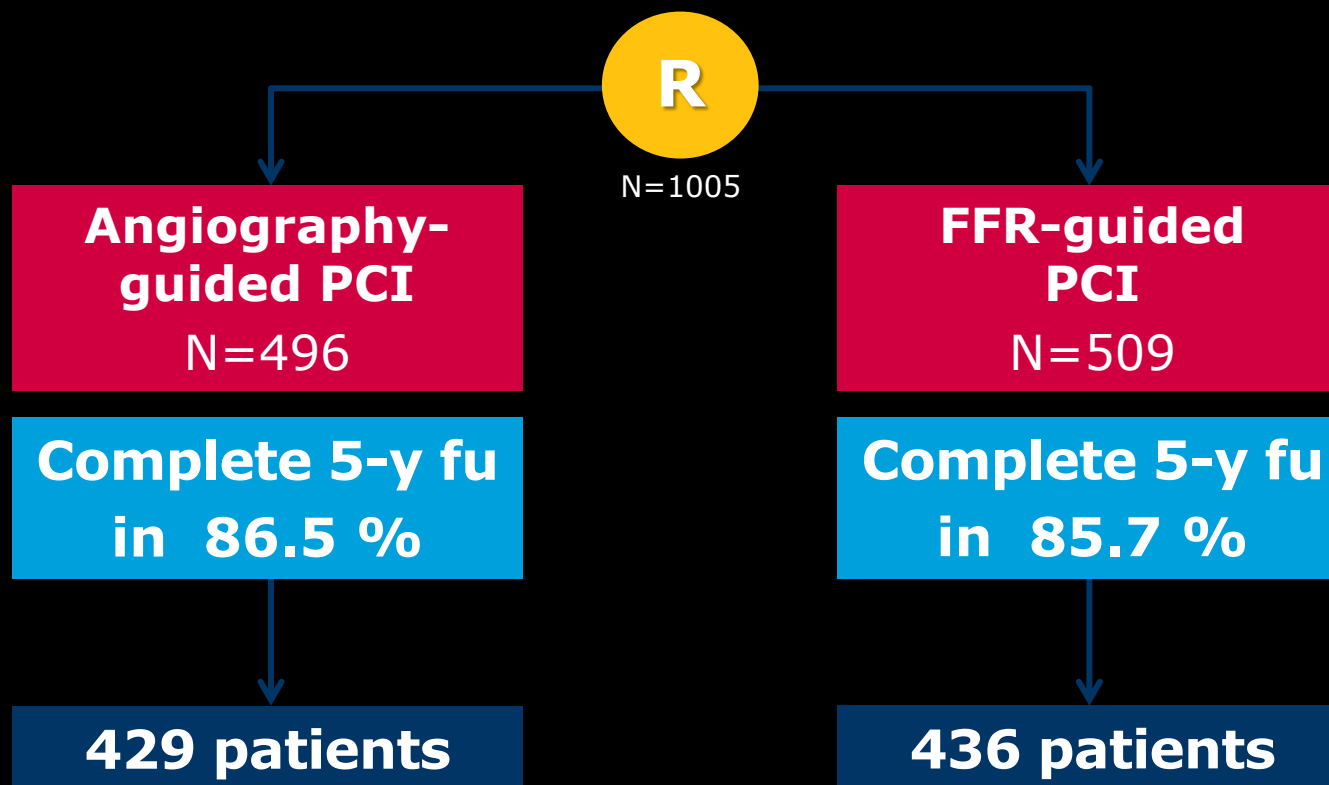 R
N=1005
Angiography-
guided PCI
N=496
FFR-guided
PCI
N=509
Complete 5-y fu
in 86.5 %
Complete 5-y fu
in 85.7 %
429 patients
436 patients